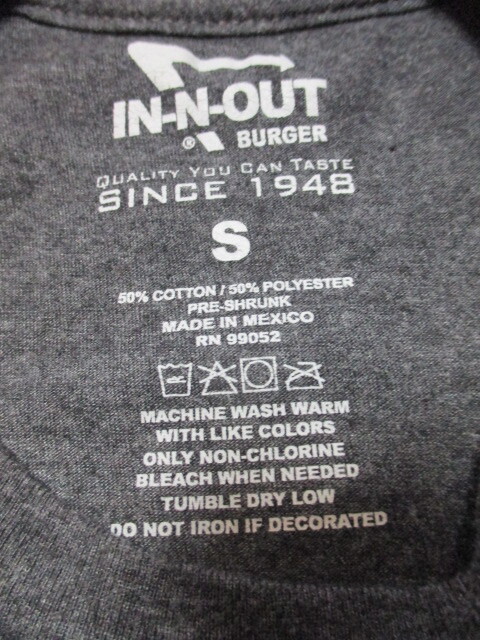 IN-N-OUT
® BURGER
QUALITY YOU CAN TASTE
SINCE 1948
S
50% COTTON / 50% POLYESTER
PRE-SHRUNK
MADE IN MEXICO
RN 99052
MACHINE WASH WARM
WITH LIKE COLORS
ONLY NON-CHLORINE
BLEACH WHEN NEEDED
TUMBLE DRY LOW
DO NOT IRON IF DECORATED